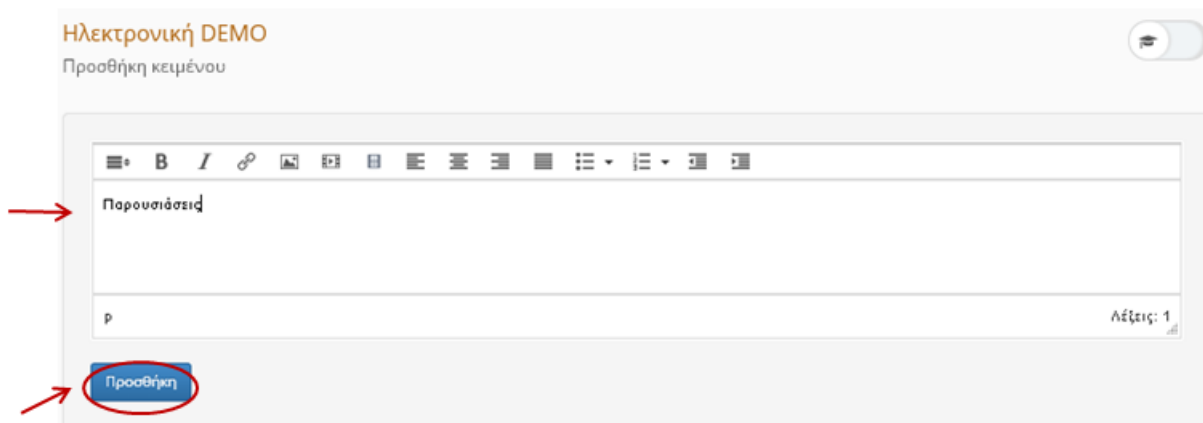 Ηλεκτρονική DEMO
Προσθήκη κειμένου
B I
Παρουσιάσεις
p
Λέξεις: 1
Προσθήκη